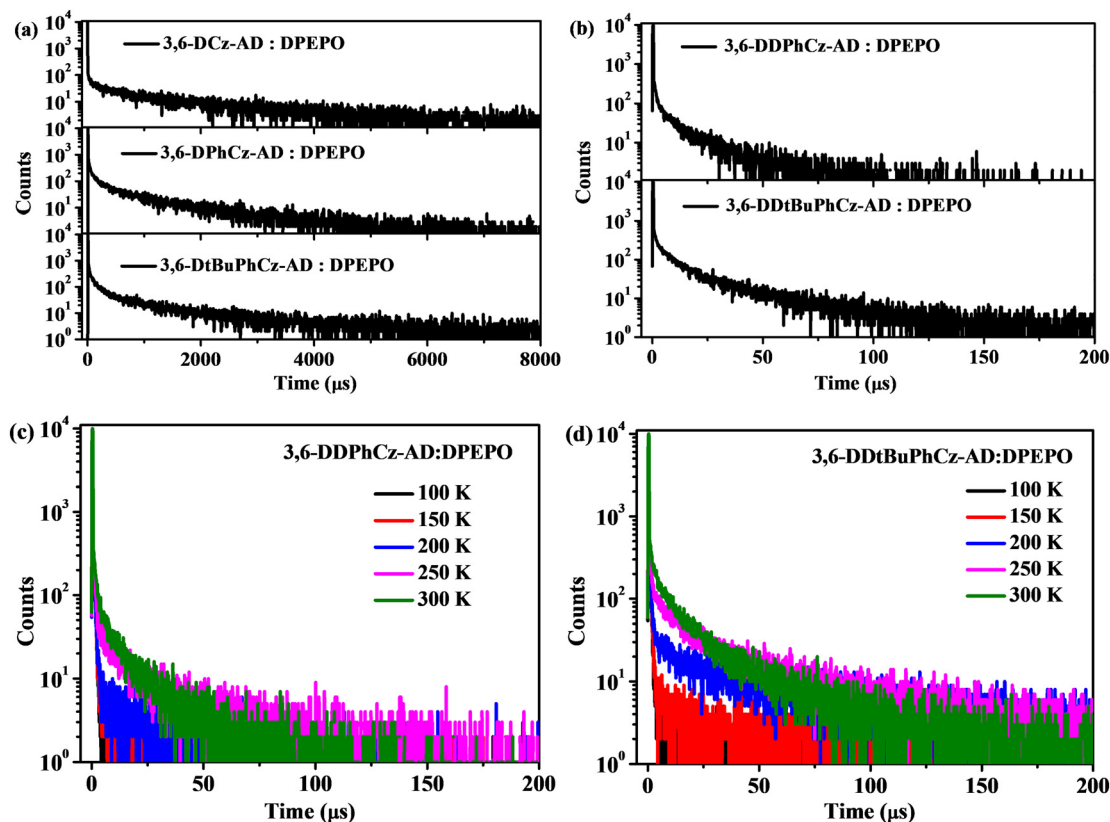 (a)
3,6-DCz-AD : DPEPO
3,6-DPhCz-AD : DPEPO
3,6-DtBuPhCz-AD : DPEPO
Counts
10^4
10^3
10^2
10^1
10^4
10^3
10^2
10^1
10^4
10^3
10^2
10^1
10^0
0 2000 4000 6000 8000
Time (μs)
(b)
3,6-DDPhCz-AD : DPEPO
3,6-DDtBuPhCz-AD : DPEPO
Counts
10^4
10^3
10^2
10^1
10^4
10^3
10^2
10^1
10^0
0 50 100 150 200
Time (μs)
(c)
3,6-DDPhCz-AD:DPEPO
100 K
150 K
200 K
250 K
300 K
Counts
10^4
10^3
10^2
10^1
10^0
0 50 100 150 200
Time (μs)
(d)
3,6-DDtBuPhCz-AD:DPEPO
100 K
150 K
200 K
250 K
300 K
Counts
10^4
10^3
10^2
10^1
10^0
0 50 100 150 200
Time (μs)